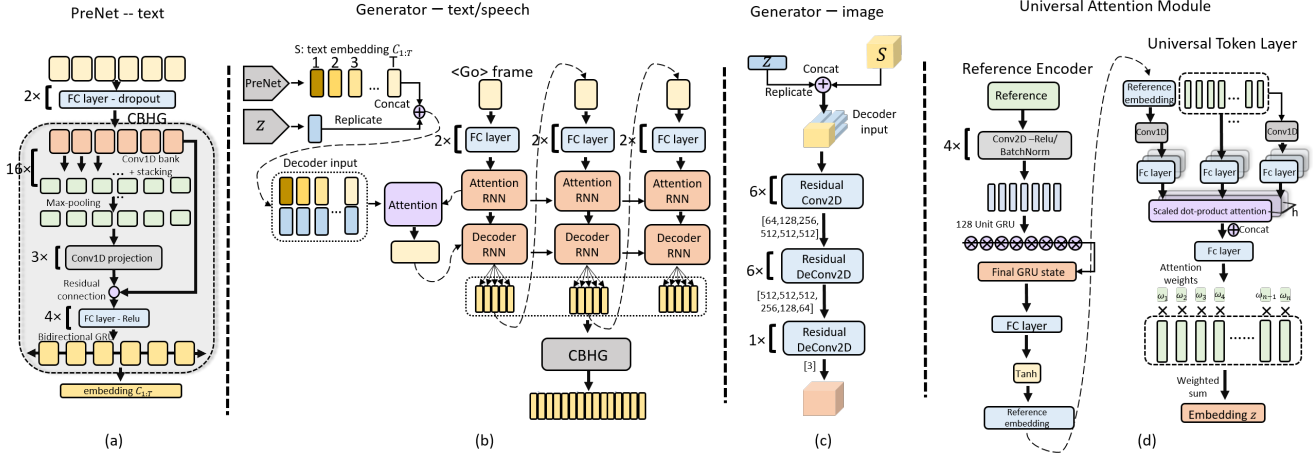 PreNet -- text
2×
FC layer - dropout
CBHG
16×
Conv1D bank
+ stacking
...
Max-pooling
...
3×
Conv1D projection
Residual
connection
4×
FC layer - Relu
Bidirectional GRU
embedding C1:T
(a)
Generator — text/speech
S: text embedding C1:T
1 2 3 T
PreNet
...
Concat
Z
Replicate
+
Decoder input
...
Attention
<Go> frame
2× FC layer
2× FC layer
2× FC layer
Attention
RNN
Attention
RNN
Attention
RNN
Decoder
RNN
Decoder
RNN
Decoder
RNN
CBHG
(b)
Generator — image
Z
S
Concat
Replicate
+
Decoder
input
6×
Residual
Conv2D
[64,128,256,
512,512,512]
6×
Residual
DeConv2D
[512,512,512,
256,128,64]
1×
Residual
DeConv2D
[3]
(c)
Universal Attention Module
Reference Encoder
Reference
4×
Conv2D –Relu/
BatchNorm
128 Unit GRU
Final GRU state
FC layer
Tanh
Reference
embedding
Universal Token Layer
Reference
embedding
...
...
Conv1D
Conv1D
Fc layer
Fc layer
Fc layer
Scaled dot-product attention
h
+
Concat
Fc layer
Attention
weights
ω2 ω3 ω4 ωn−1 ωn
× × × × × ×
......
Weighted
sum
Embedding z
(d)